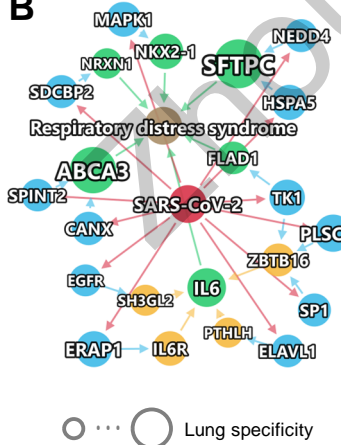 B
MAPK1
NKX2-1
NEDD4
NRXN1
SFTPC
SDCBP2
HSPA5
Respiratory distress syndrome
FLAD1
ABCA3
SPINT2
SARS-CoV-2
TK1
CANX
PLSC
ZBTB16
EGFR
IL6
SH3GL2
SP1
PTHLH
ERAP1
IL6R
ELAVL1
Lung specificity